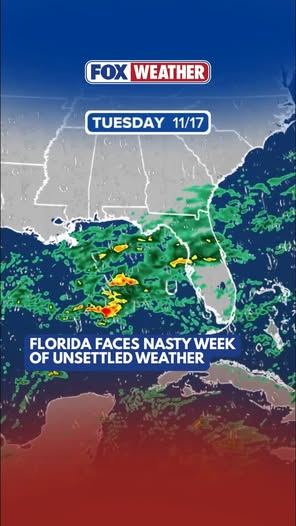 FOX WEATHER
TUESDAY 11/17
FLORIDA FACES NASTY WEEK
OF UNSETTLED WEATHER